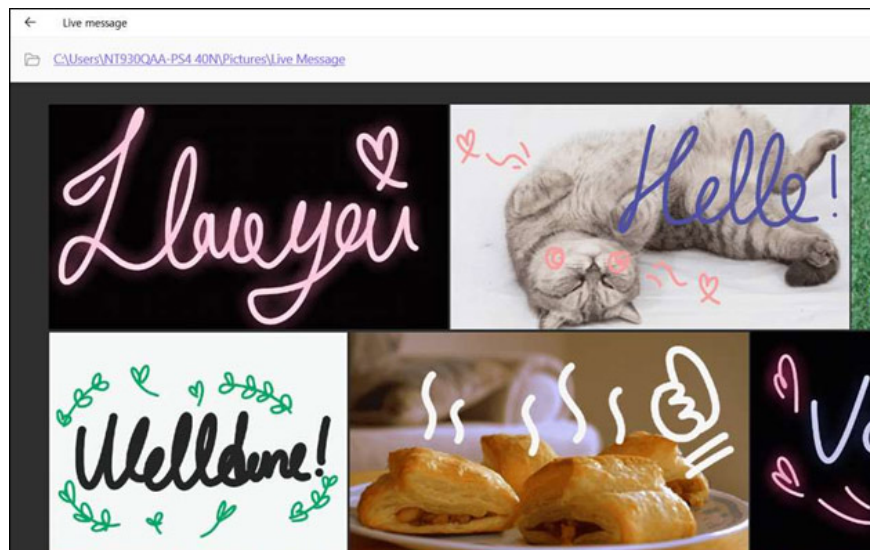 Live message
C:\Users\NT930QAA-PS4 40N\Pictures\Live Message
I love you
Hello!
Welldone!